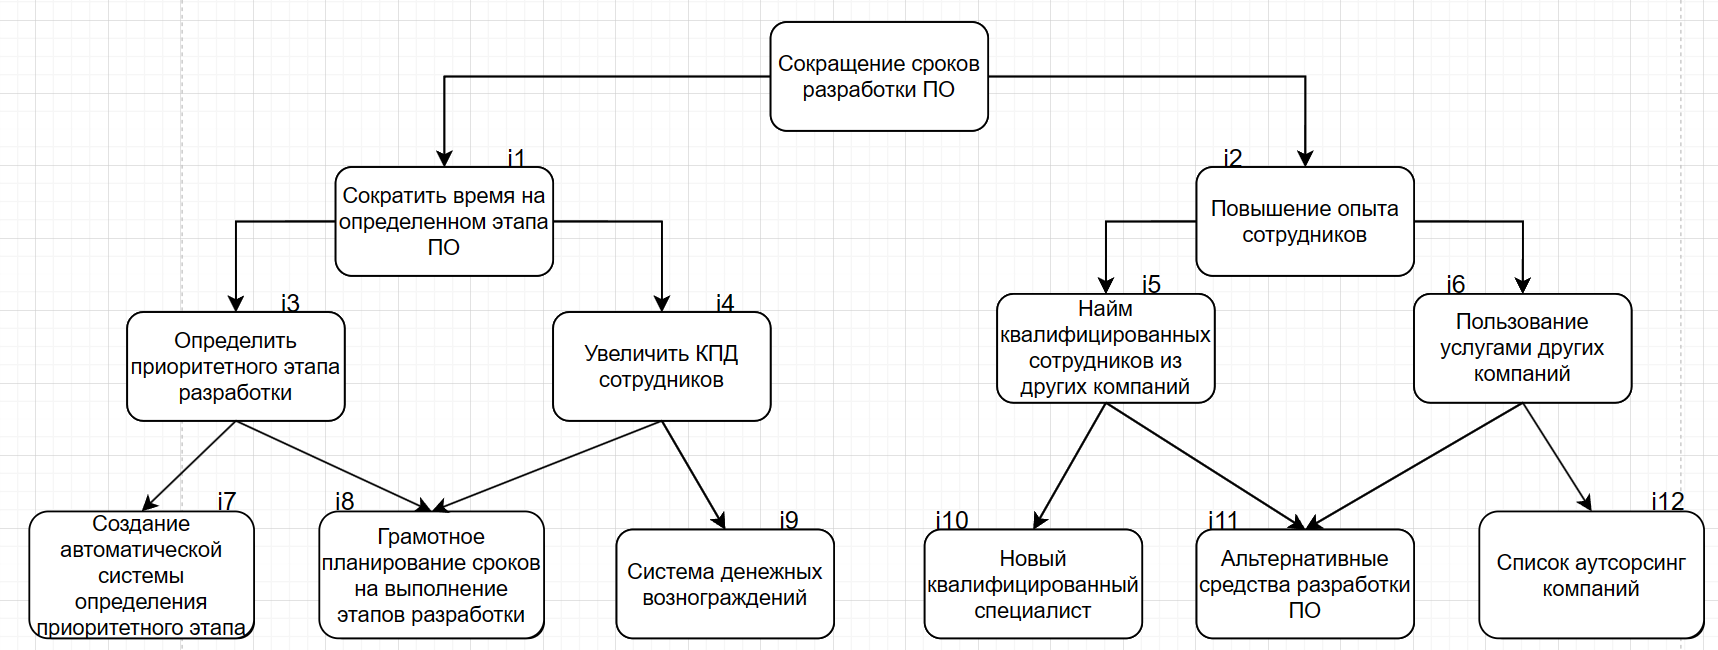 Сокращение сроков
разработки ПО
i1
Сократить время на
определенном этапа
ПО
i2
Повышение опыта
сотрудников
i3
Определить
приоритетного этапа
разработки
i4
Увеличить КПД
сотрудников
i5
Найм
квалифицированных
сотрудников из
других компаний
i6
Пользование
услугами других
компаний
i7
Создание
автоматической
системы
определения
приоритетного этапа
i8
Грамотное
планирование сроков
на выполнение
этапов разработки
i9
Система денежных
вознограждений
i10
Новый
квалифицированный
специалист
i11
Альтернативные
средства разработки
ПО
i12
Список аутсорсинг
компаний